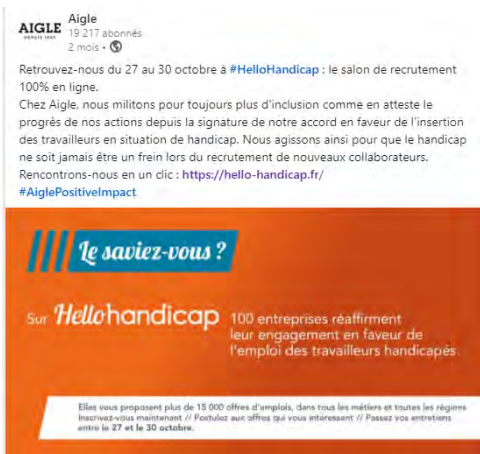 AIGLE
DEPUIS 1853
Aigle
19 217 abonnés
2 mois •
Retrouvez-nous du 27 au 30 octobre à #HelloHandicap : le salon de recrutement
100% en ligne.
Chez Aigle, nous militons pour toujours plus d'inclusion comme en atteste le
progrès de nos actions depuis la signature de notre accord en faveur de l'insertion
des travailleurs en situation de handicap. Nous agissons ainsi pour que le handicap
ne soit jamais être un frein lors du recrutement de nouveaux collaborateurs.
Rencontrons-nous en un clic : https://hello-handicap.fr/
#AiglePositiveImpact
Le saviez-vous ?
Sur Hellohandicap 100 entreprises réaffirment
leur engagement en faveur de
l'emploi des travailleurs handicapés.
Elles vous proposent plus de 15 000 offres d'emplois, dans tous les métiers et toutes les régions
Inscrivez-vous maintenant // Postulez aux offres qui vous intéressent // Passez vos entretiens
entre le 27 et le 30 octobre.